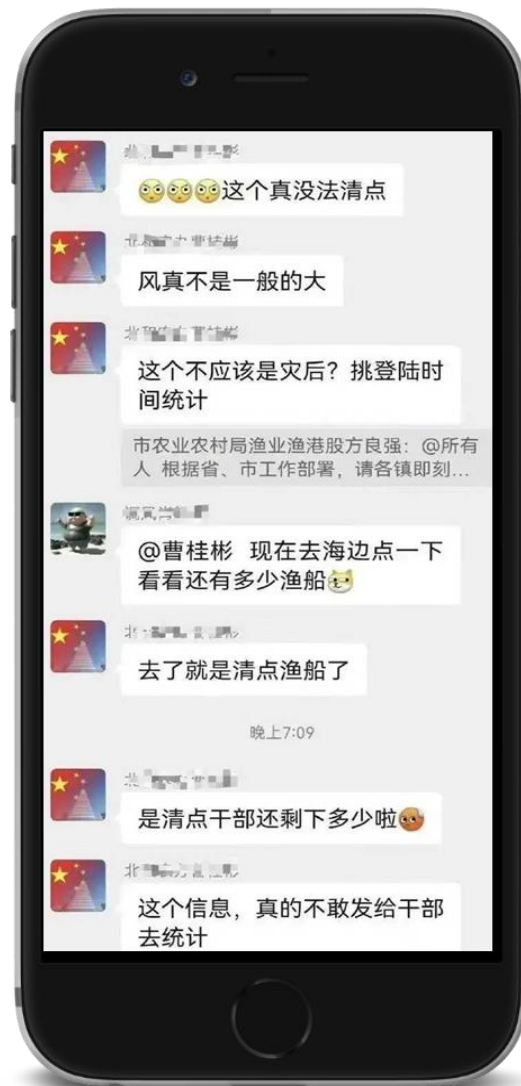 这个真没法清点
风真不是一般的大
这个不应该是灾后？挑登陆时
间统计
市农业农村局渔业渔港股方良强：@所有
人 根据省、市工作部署，请各镇即刻...
@曹桂彬 现在去海边点一下
看看还有多少渔船
去了就是清点渔船了
晚上7:09
是清点干部还剩下多少啦
这个信息，真的不敢发给干部
去统计